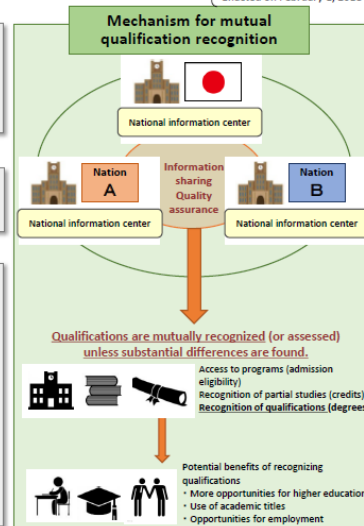 Mechanism for mutual
qualification recognition
National information center
Nation
A
Information
sharing
Quality
assurance
Nation
B
National information center
National information center
Qualifications are mutually recognized (or assessed)
unless substantial differences are found.
Access to programs (admission
eligibility)
Recognition of partial studies (credits)
Recognition of qualifications (degrees
Potential benefits of recognizing
qualifications
・More opportunities for higher education
・Use of academic titles
・Opportunities for employment